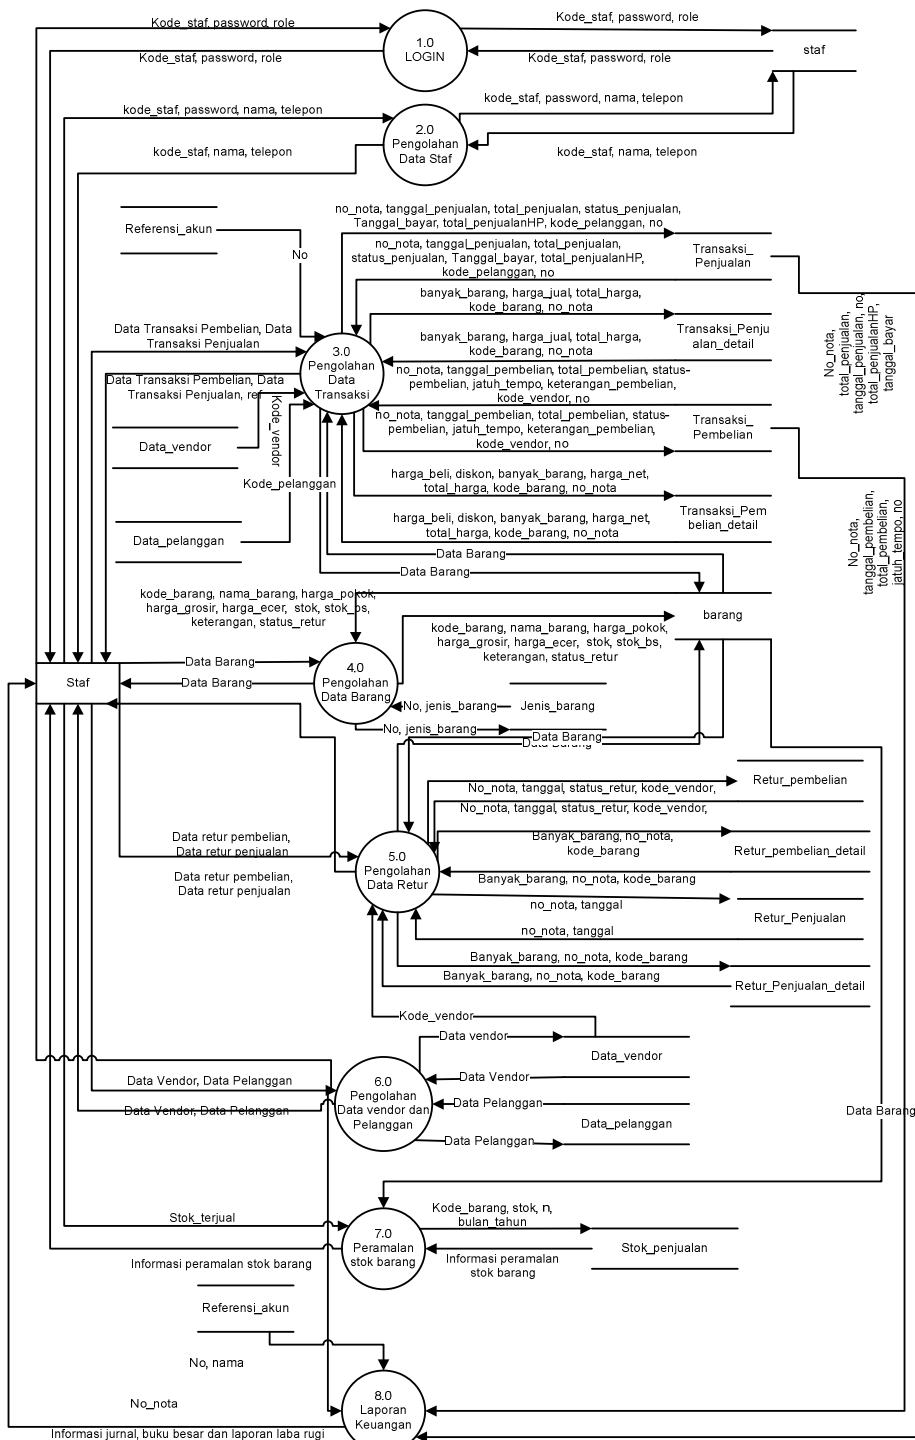 Kode_staf, password, role
Kode_staf, password, role
1.0
LOGIN
staf
Kode_staf, password, role
Kode_staf, password, role
kode_staf, password, nama, telepon
kode_staf, password, nama, telepon
2.0
Pengolahan
Data Staf
kode_staf, nama, telepon
kode_staf, nama, telepon
Referensi_akun
No
no_nota, tanggal_penjualan, total_penjualan, status_penjualan,
Tanggal_bayar, total_penjualanHP, kode_pelanggan, no
no_nota, tanggal_penjualan, total_penjualan,
status_penjualan, Tanggal_bayar, total_penjualanHP,
kode_pelanggan, no
Transaksi_
Penjualan
banyak_barang, harga_jual, total_harga,
kode_barang, no_nota
Transaksi_Penju
alan_detail
banyak_barang, harga_jual, total_harga,
kode_barang, no_nota
No_nota,
total_penjualan,
tanggal_penjualan, no,
total_penjualanHP,
tanggal_bayar
Data Transaksi Pembelian, Data
Transaksi Penjualan
3.0
Pengolahan
Data
Transaksi
Data Transaksi Pembelian, Data
Transaksi Penjualan, ret
no_nota, tanggal_pembelian, total_pembelian, status-
pembelian, jatuh_tempo, keterangan_pembelian,
kode_vendor, no
no_nota, tanggal_pembelian, total_pembelian, status-
pembelian, jatuh_tempo, keterangan_pembelian,
kode_vendor, no
Transaksi_
Pembelian
Data_vendor
Kode_vendor
Kode_pelanggan
Data_pelanggan
harga_beli, diskon, banyak_barang, harga_net,
total_harga, kode_barang, no_nota
Transaksi_Pem
belian_detail
harga_beli, diskon, banyak_barang, harga_net,
total_harga, kode_barang, no_nota
No_nota,
tanggal_pembelian,
total_pembelian,
jatuh_tempo, no
Data Barang
Data Barang
kode_barang, nama_barang, harga_pokok,
harga_grosir, harga_ecer, stok, stok_bs,
keterangan, status_retur
barang
kode_barang, nama_barang, harga_pokok,
harga_grosir, harga_ecer, stok, stok_bs,
keterangan, status_retur
Data Barang
4.0
Pengolahan
Data Barang
Staf
Data Barang
No, jenis_barang
Jenis_barang
No, jenis_barang
Data Barang
Data Barang
No_nota, tanggal, status_retur, kode_vendor,
Retur_pembelian
No_nota, tanggal, status_retur, kode_vendor,
Data retur pembelian,
Data retur penjualan
Banyak_barang, no_nota,
kode_barang
Retur_pembelian_detail
5.0
Pengolahan
Data Retur
Data retur pembelian,
Data retur penjualan
Banyak_barang, no_nota, kode_barang
no_nota, tanggal
Retur_Penjualan
no_nota, tanggal
Banyak_barang, no_nota, kode_barang
Banyak_barang, no_nota, kode_barang
Retur_Penjualan_detail
Kode_vendor
Data vendor
Data_vendor
Data Vendor, Data Pelanggan
6.0
Pengolahan
Data vendor dan
Pelanggan
Data Vendor
Data Vendor, Data Pelanggan
Data Pelanggan
Data_pelanggan
Data Pelanggan
Data Barang
Stok_terjual
7.0
Peramalan
stok barang
Kode_barang, stok, n,
bulan_tahun
Stok_penjualan
Informasi peramalan stok barang
Informasi peramalan
stok barang
Referensi_akun
No, nama
No_nota
8.0
Laporan
Keuangan
Informasi jurnal, buku besar dan laporan laba rugi